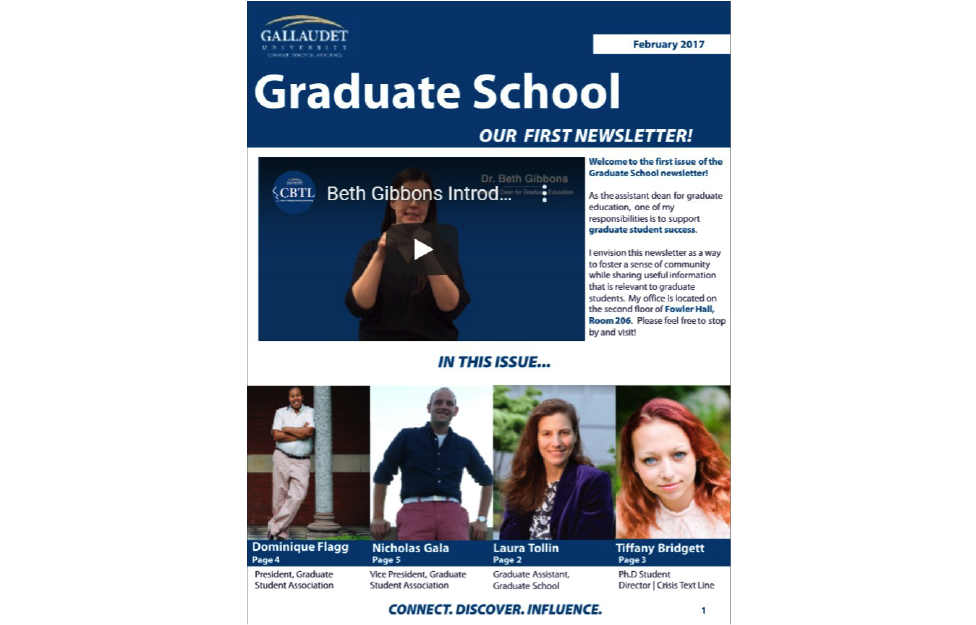 GALLAUDET
UNIVERSITY
February 2017
Graduate School
OUR FIRST NEWSLETTER!
CBTL
Beth Gibbons Introd...
Dr. Beth Gibbons
Dean for Graduate Education
Welcome to the first issue of the
Graduate School newsletter!
As the assistant dean for graduate
education, one of my
responsibilities is to support
graduate student success.
I envision this newsletter as a way
to foster a sense of community
while sharing useful information
that is relevant to graduate
students. My office is located on
the second floor of Fowler Hall,
Room 206. Please feel free to stop
by and visit!
IN THIS ISSUE...
Dominique Flagg
Page 4
President, Graduate
Student Association
Nicholas Gala
Page 5
Vice President, Graduate
Student Association
Laura Tollin
Page 2
Graduate Assistant,
Graduate School
Tiffany Bridgett
Page 3
Ph.D Student
Director | Crisis Text Line
CONNECT. DISCOVER. INFLUENCE.
1